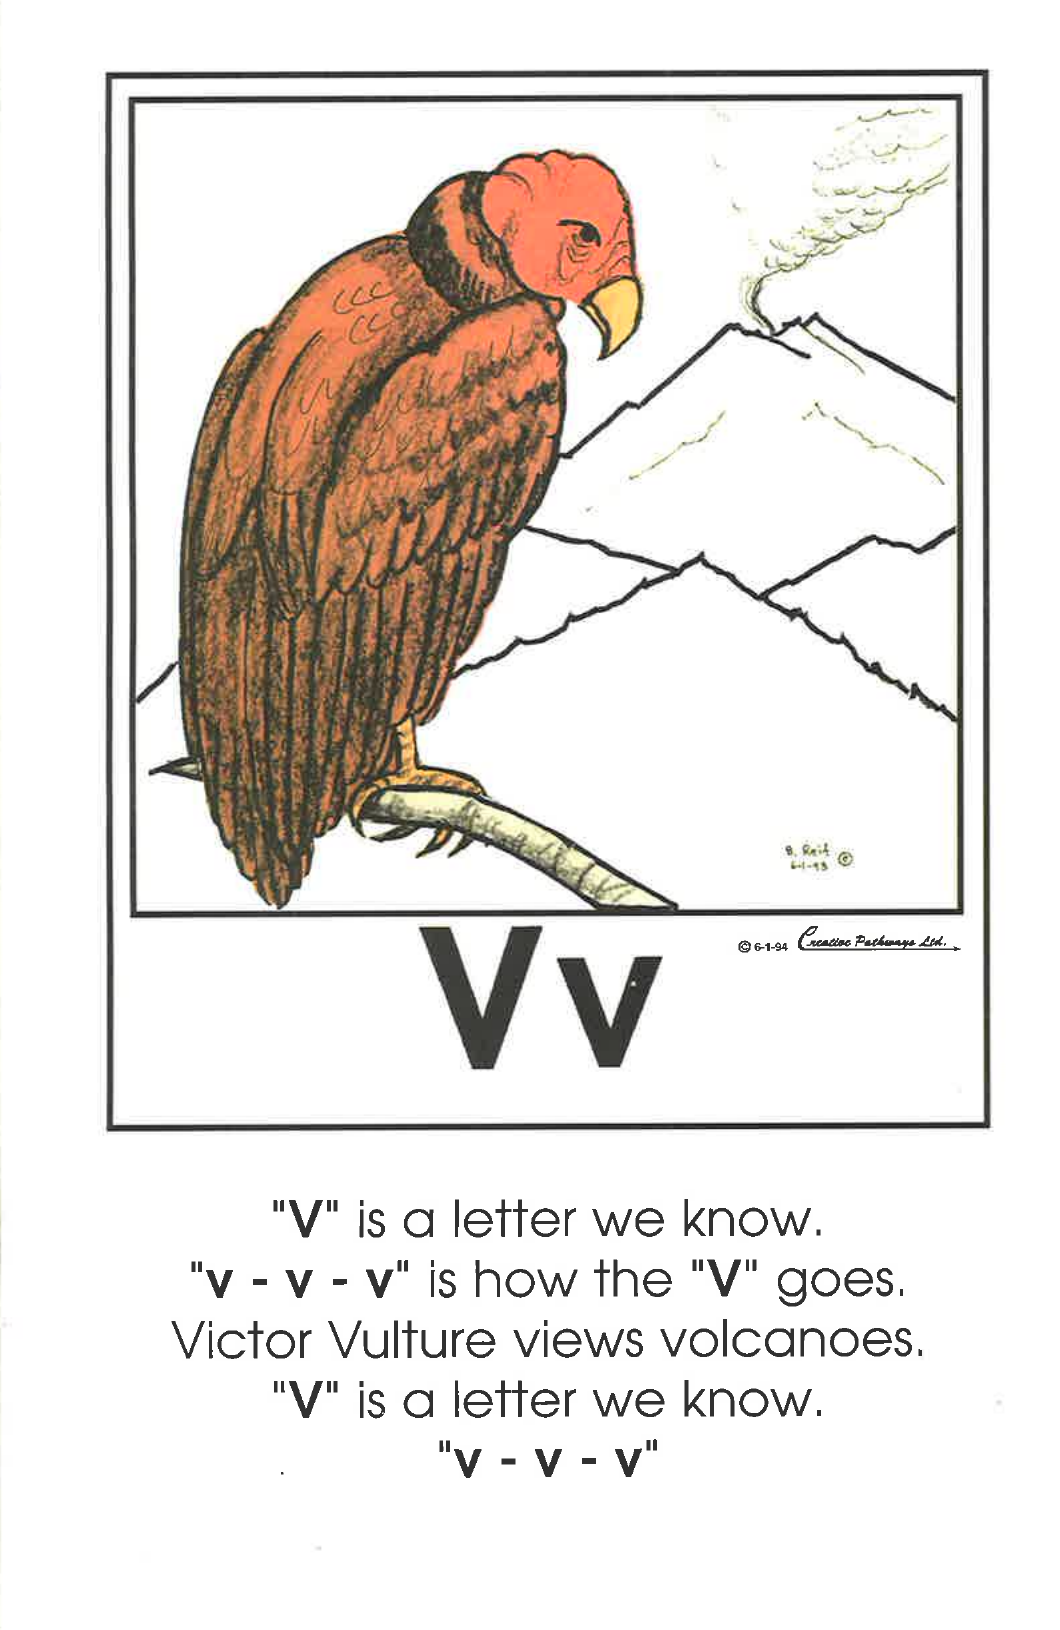 B. Reif ©
6-1-93
Vv
© 6-1-94 Creative Pathways Ltd.
"V" is a letter we know.
"v - v - v" is how the "V" goes.
Victor Vulture views volcanoes.
"V" is a letter we know.
"v - v - v"